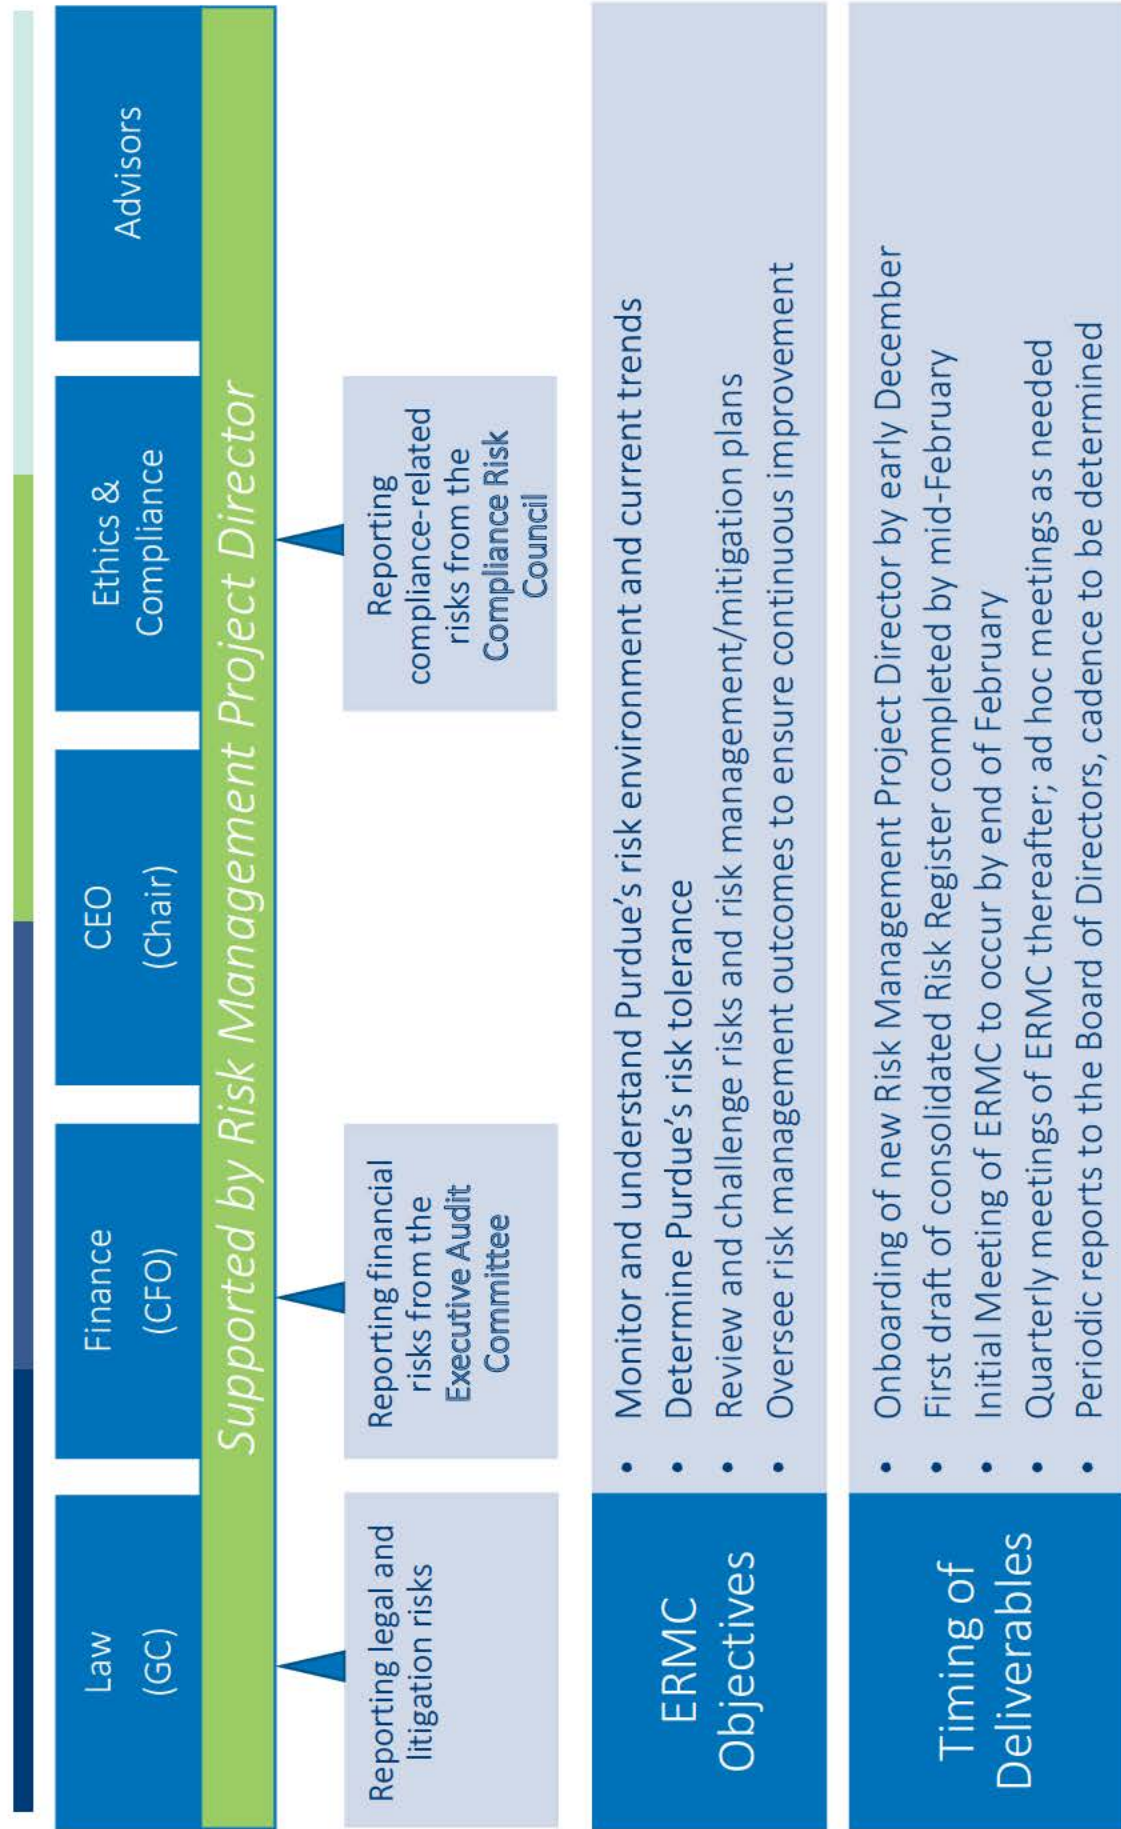 Law
(GC)
Finance
(CFO)
CEO
(Chair)
Ethics &
Compliance
Advisors
Supported by Risk Management Project Director
Reporting legal and
litigation risks
Reporting financial
risks from the
Executive Audit
Committee
Reporting
compliance-related
risks from the
Compliance Risk
Council
ERMC
Objectives
• Monitor and understand Purdue's risk environment and current trends
• Determine Purdue's risk tolerance
• Review and challenge risks and risk management/mitigation plans
• Oversee risk management outcomes to ensure continuous improvement
Timing of
Deliverables
• Onboarding of new Risk Management Project Director by early December
• First draft of consolidated Risk Register completed by mid-February
• Initial Meeting of ERMC to occur by end of February
• Quarterly meetings of ERMC thereafter; ad hoc meetings as needed
• Periodic reports to the Board of Directors, cadence to be determined